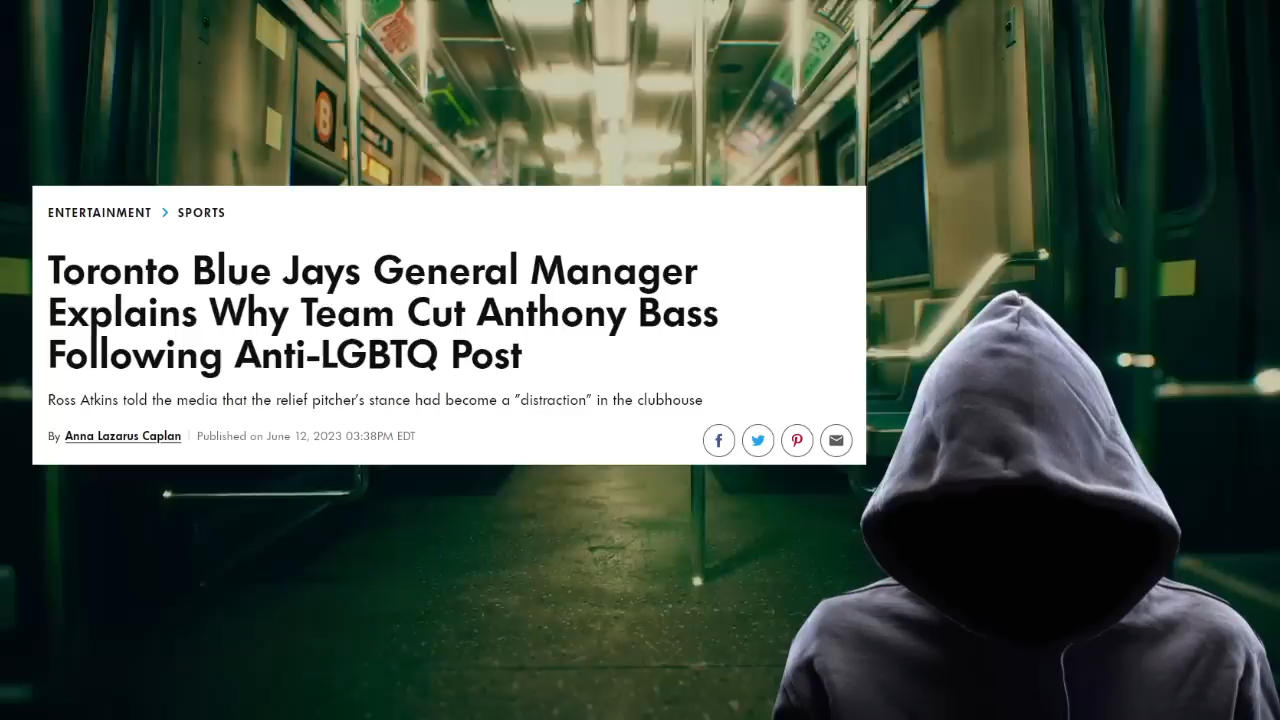 B
ENTERTAINMENT > SPORTS
Toronto Blue Jays General Manager
Explains Why Team Cut Anthony Bass
Following Anti-LGBTQ Post
Ross Atkins told the media that the relief pitcher's stance had become a "distraction" in the clubhouse
By Anna Lazarus Caplan | Published on June 12, 2023 03:38PM EDT